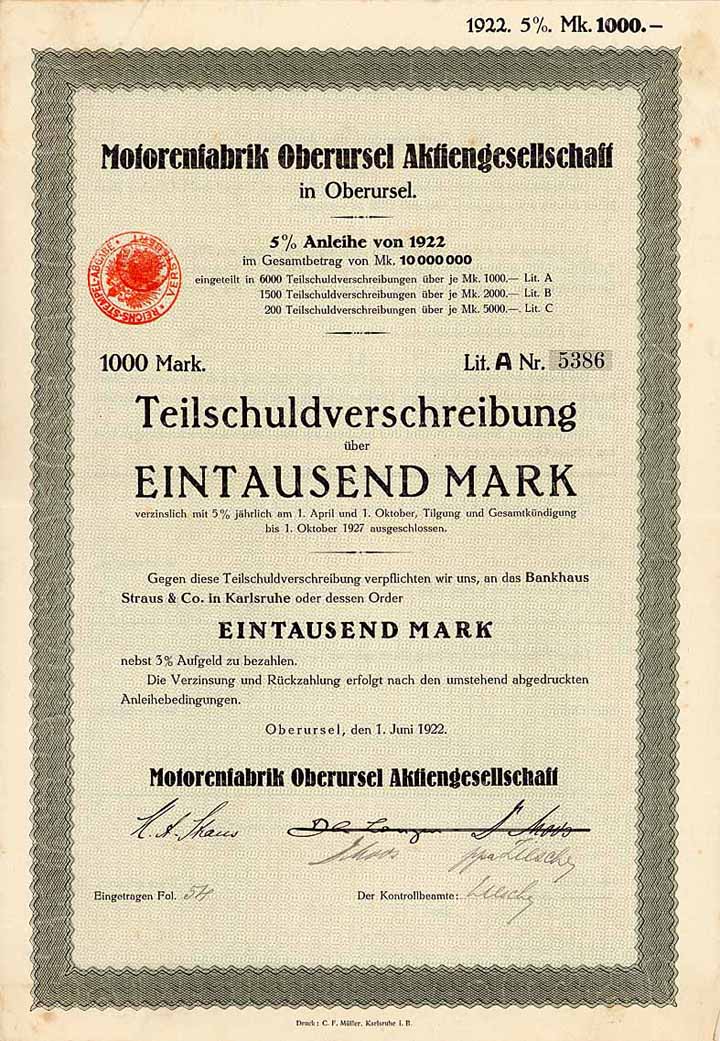 1922. 5%. Mk. 1000.—
Motorenfabrik Oberursel Aktiengesellschaft
in Oberursel.
5% Anleihe von 1922
im Gesamtbetrag von Mk. 10 000 000
eingeteilt in 6000 Teilschuldverschreibungen über je Mk. 1000.— Lit. A
1500 Teilschuldverschreibungen über je Mk. 2000.— Lit. B
200 Teilschuldverschreibungen über je Mk. 5000.—. Lit. C
REICHS-STEMPEL-ABGABE
VERSTEUERT
1000 Mark. Lit. A Nr. 5386
Teilschuldverschreibung
über
EINTAUSEND MARK
verzinslich mit 5% jährlich am 1. April und 1. Oktober, Tilgung und Gesamtkündigung
bis 1. Oktober 1927 ausgeschlossen.
Gegen diese Teilschuldverschreibung verpflichten wir uns, an das Bankhaus
Straus & Co. in Karlsruhe oder dessen Order
EINTAUSEND MARK
nebst 3% Aufgeld zu bezahlen.
Die Verzinsung und Rückzahlung erfolgt nach den umstehend abgedruckten
Anleihebedingungen.
Oberursel, den 1. Juni 1922.
Motorenfabrik Oberursel Aktiengesellschaft
Eingetragen Fol. 54 Der Kontrollbeamte:
Druck: C. F. Müller, Karlsruhe i. B.